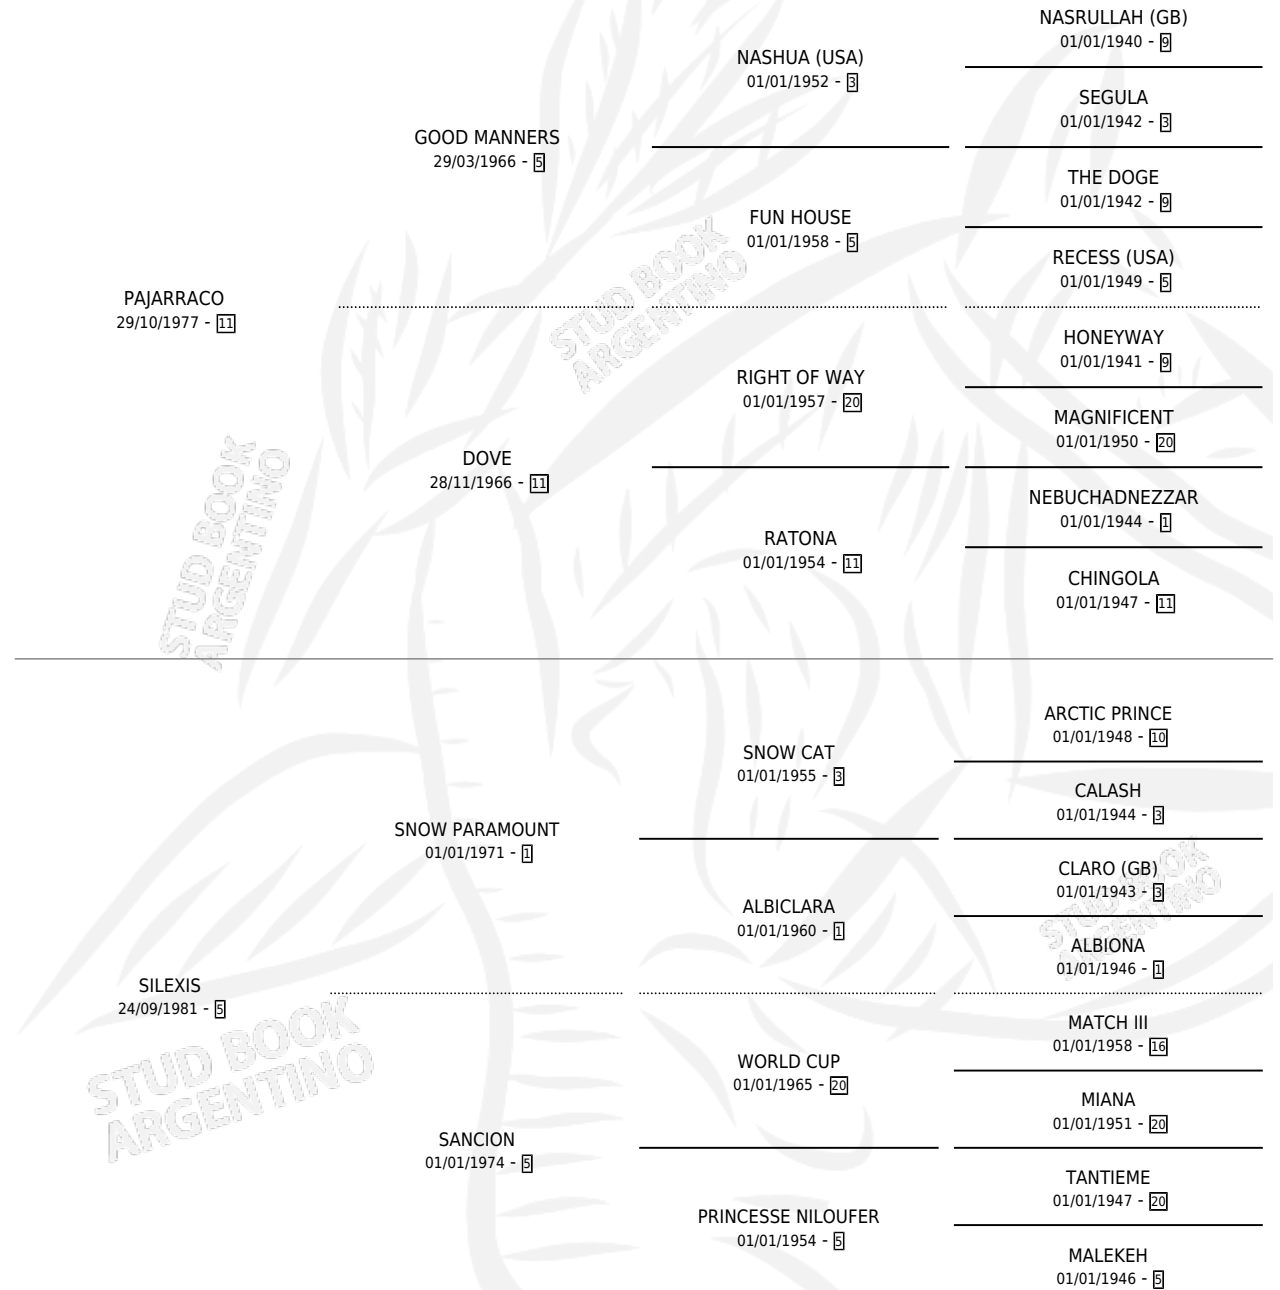 NASRULLAH (GB)
01/01/1940 - 9
NASHUA (USA)
01/01/1952 - 3
SEGULA
01/01/1942 - 3
GOOD MANNERS
29/03/1966 - 5
THE DOGE
01/01/1942 - 9
FUN HOUSE
01/01/1958 - 5
RECESS (USA)
01/01/1949 - 5
PAJARRACO
29/10/1977 - 11
HONEYWAY
01/01/1941 - 9
RIGHT OF WAY
01/01/1957 - 20
MAGNIFICENT
01/01/1950 - 20
DOVE
28/11/1966 - 11
NEBUCHADNEZZAR
01/01/1944 - 1
RATONA
01/01/1954 - 11
CHINGOLA
01/01/1947 - 11
ARCTIC PRINCE
01/01/1948 - 10
SNOW CAT
01/01/1955 - 3
CALASH
01/01/1944 - 3
SNOW PARAMOUNT
01/01/1971 - 1
CLARO (GB)
01/01/1943 - 3
ALBICLARA
01/01/1960 - 1
ALBIONA
01/01/1946 - 1
SILEXIS
24/09/1981 - 5
MATCH III
01/01/1958 - 16
WORLD CUP
01/01/1965 - 20
MIANA
01/01/1951 - 20
SANCION
01/01/1974 - 5
TANTIEME
01/01/1947 - 20
PRINCESSE NILOUFER
01/01/1954 - 5
MALEKEH
01/01/1946 - 5
STUD BOOK
ARGENTINO
STUD BOOK
ARGENTINO
STUD BOOK
ARGENTINO
STUD BOOK
ARGENTINO